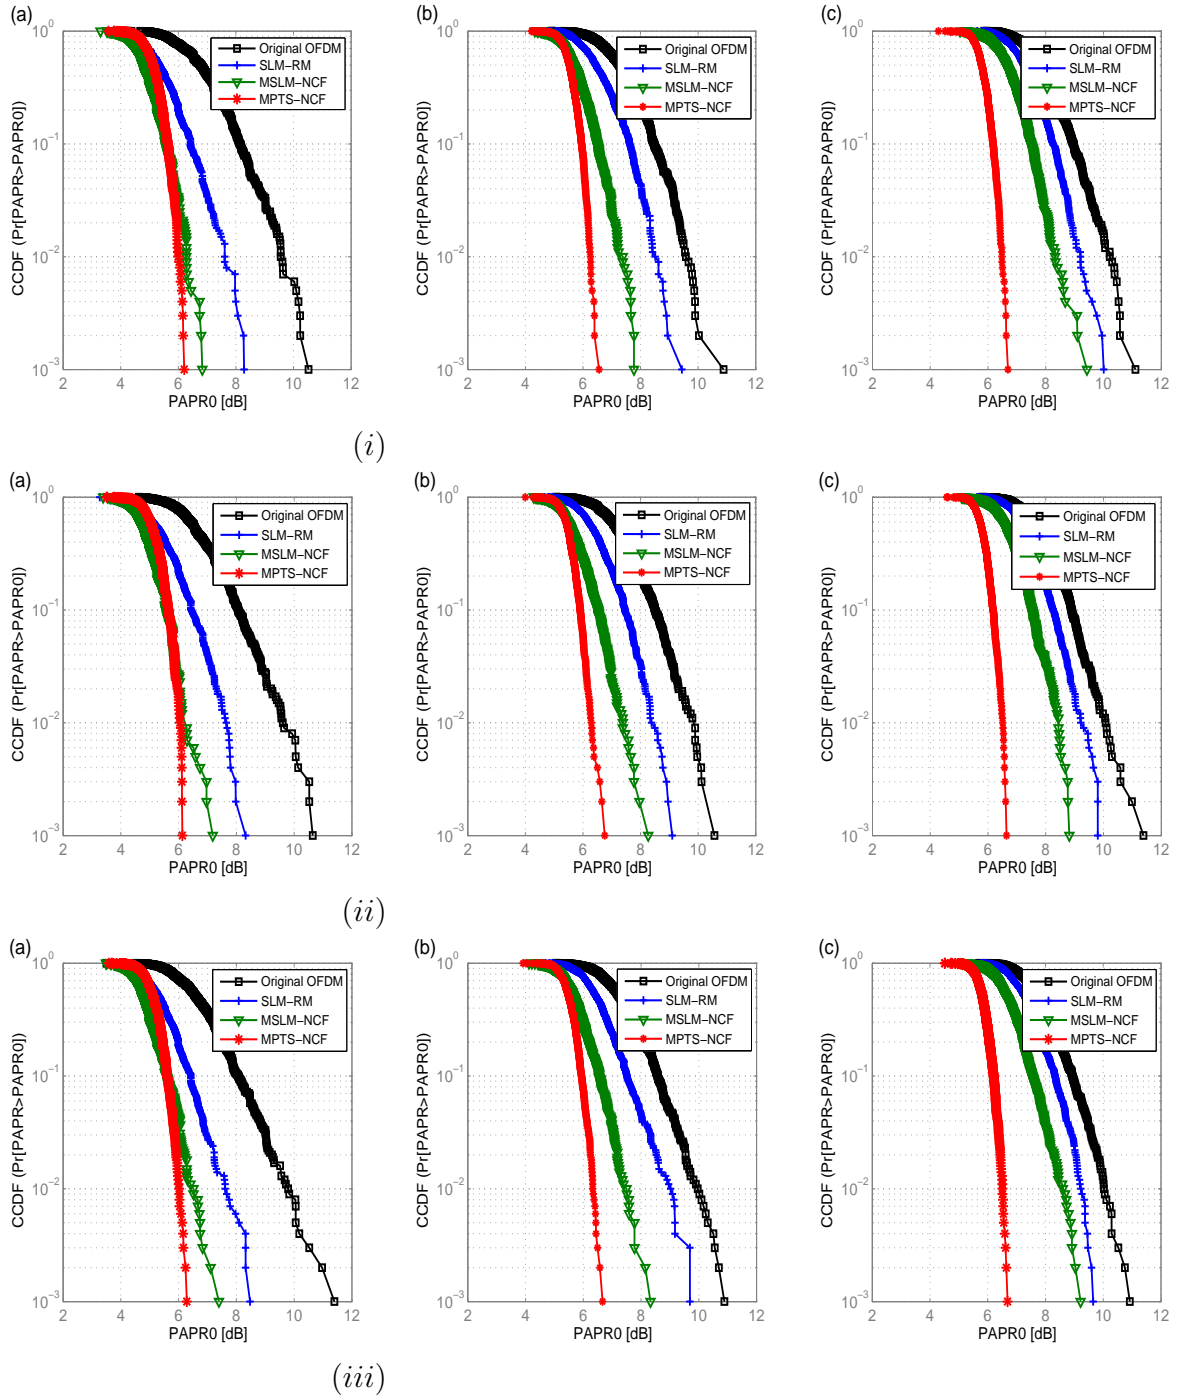 (a)
(b)
(c)
10^0
10^−1
10^−2
10^−3
CCDF (Pr[PAPR>PAPR0])
Original OFDM
SLM−RM
MSLM−NCF
MPTS−NCF
2 4 6 8 10 12
PAPR0 [dB]
10^0
10^−1
10^−2
10^−3
CCDF (Pr[PAPR>PAPR0])
Original OFDM
SLM−RM
MSLM−NCF
MPTS−NCF
2 4 6 8 10 12
PAPR0 [dB]
10^0
10^−1
10^−2
10^−3
CCDF (Pr[PAPR>PAPR0])
Original OFDM
SLM−RM
MSLM−NCF
MPTS−NCF
2 4 6 8 10 12
PAPR0 [dB]
(i)
(a)
(b)
(c)
10^0
10^−1
10^−2
10^−3
CCDF (Pr[PAPR>PAPR0])
Original OFDM
SLM−RM
MSLM−NCF
MPTS−NCF
2 4 6 8 10 12
PAPR0 [dB]
10^0
10^−1
10^−2
10^−3
CCDF (Pr[PAPR>PAPR0])
Original OFDM
SLM−RM
MSLM−NCF
MPTS−NCF
2 4 6 8 10 12
PAPR0 [dB]
10^0
10^−1
10^−2
10^−3
CCDF (Pr[PAPR>PAPR0])
Original OFDM
SLM−RM
MSLM−NCF
MPTS−NCF
2 4 6 8 10 12
PAPR0 [dB]
(ii)
(a)
(b)
(c)
10^0
10^−1
10^−2
10^−3
CCDF (Pr[PAPR>PAPR0])
Original OFDM
SLM−RM
MSLM−NCF
MPTS−NCF
2 4 6 8 10 12
PAPR0 [dB]
10^0
10^−1
10^−2
10^−3
CCDF (Pr[PAPR>PAPR0])
Original OFDM
SLM−RM
MSLM−NCF
MPTS−NCF
2 4 6 8 10 12
PAPR0 [dB]
10^0
10^−1
10^−2
10^−3
CCDF (Pr[PAPR>PAPR0])
Original OFDM
SLM−RM
MSLM−NCF
MPTS−NCF
2 4 6 8 10 12
PAPR0 [dB]
(iii)